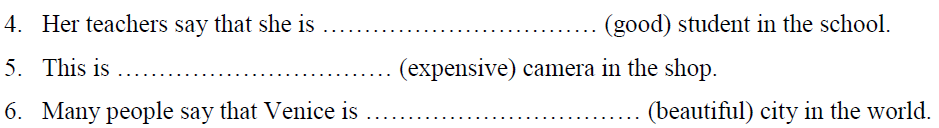 4. Her teachers say that she is ................................. (good) student in the school.
5. This is ................................. (expensive) camera in the shop.
6. Many people say that Venice is ................................. (beautiful) city in the world.